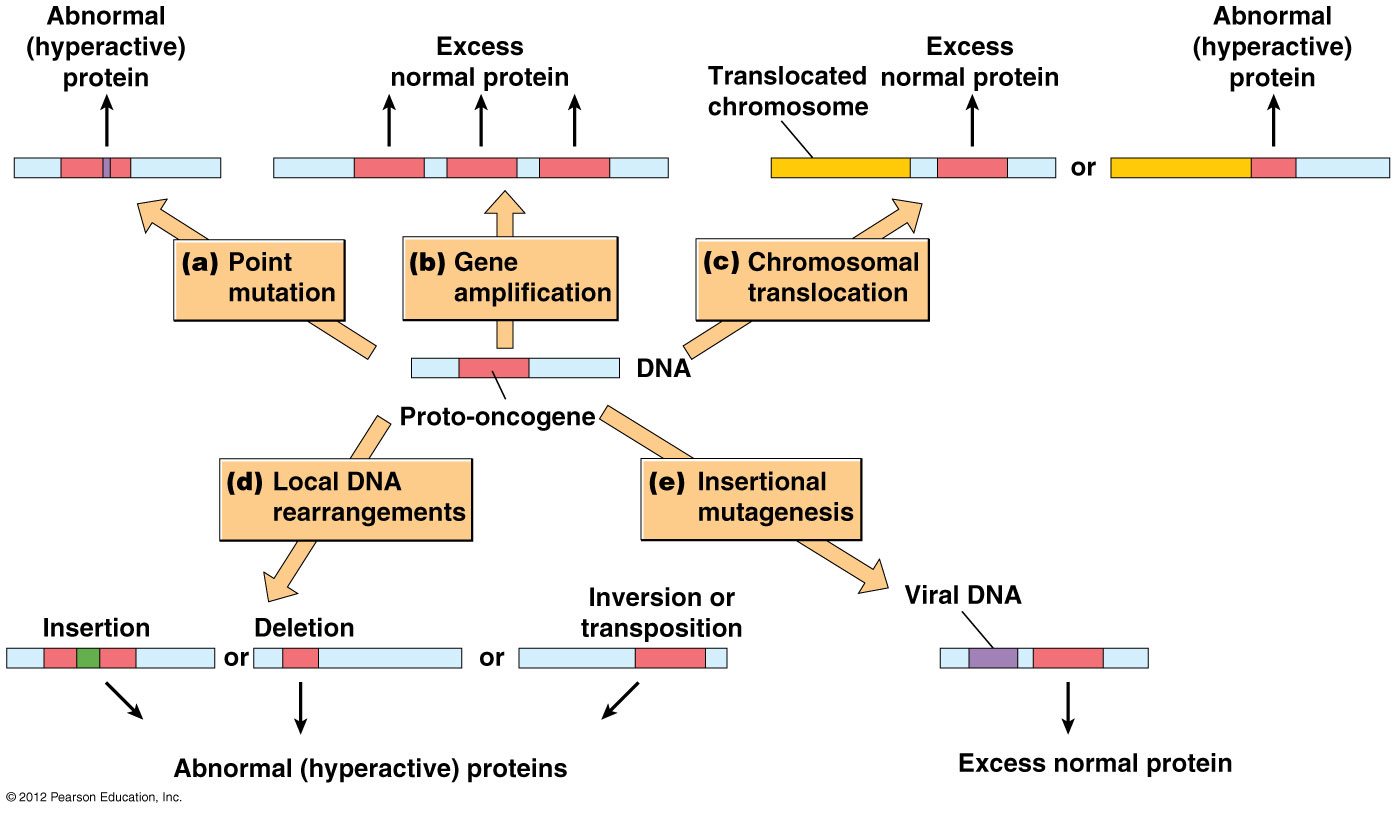 Abnormal
(hyperactive)
protein
Excess
normal protein
Translocated
chromosome
Excess
normal protein
Abnormal
(hyperactive)
protein
or
(a) Point
mutation
(b) Gene
amplification
(c) Chromosomal
translocation
DNA
Proto-oncogene
(d) Local DNA
rearrangements
(e) Insertional
mutagenesis
Insertion
or
Deletion
or
Inversion or
transposition
Viral DNA
Abnormal (hyperactive) proteins
Excess normal protein
© 2012 Pearson Education, Inc.